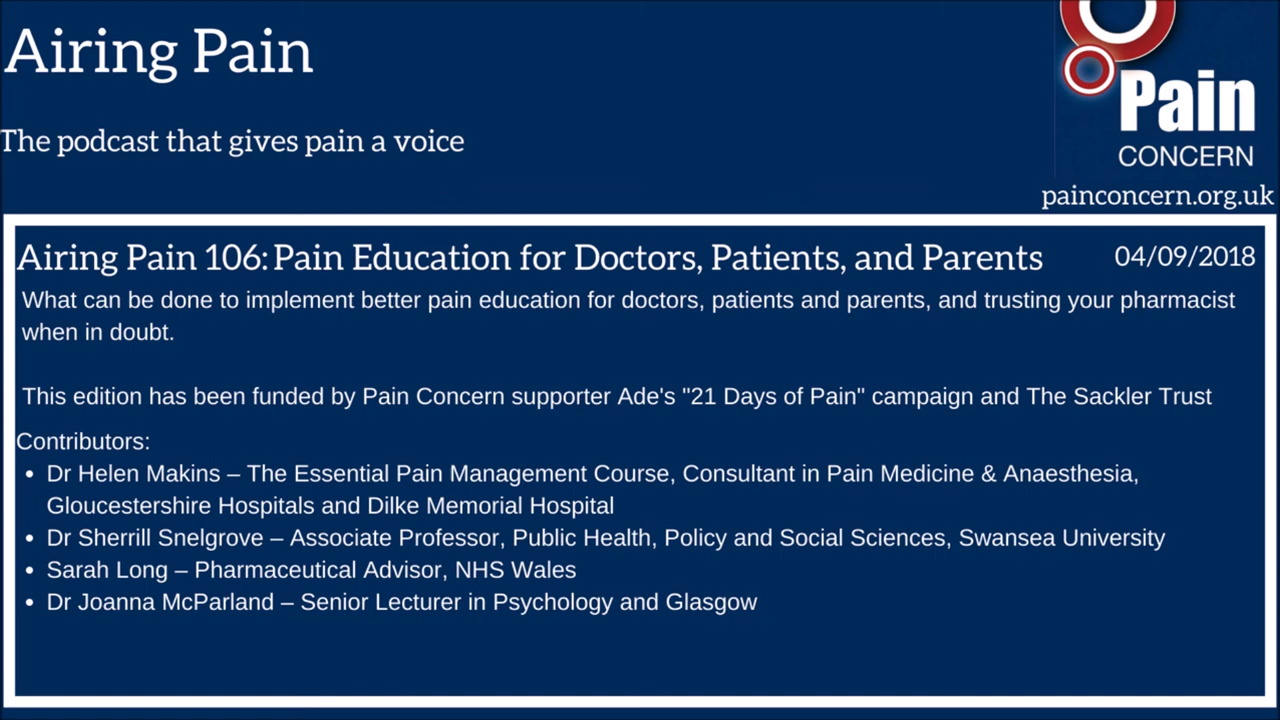 Airing Pain
The podcast that gives pain a voice
Pain
CONCERN
painconcern.org.uk
Airing Pain 106: Pain Education for Doctors, Patients, and Parents 04/09/2018
What can be done to implement better pain education for doctors, patients and parents, and trusting your pharmacist
when in doubt.
This edition has been funded by Pain Concern supporter Ade's "21 Days of Pain" campaign and The Sackler Trust
Contributors:
• Dr Helen Makins – The Essential Pain Management Course, Consultant in Pain Medicine & Anaesthesia,
Gloucestershire Hospitals and Dilke Memorial Hospital
• Dr Sherrill Snelgrove – Associate Professor, Public Health, Policy and Social Sciences, Swansea University
• Sarah Long – Pharmaceutical Advisor, NHS Wales
• Dr Joanna McParland – Senior Lecturer in Psychology and Glasgow